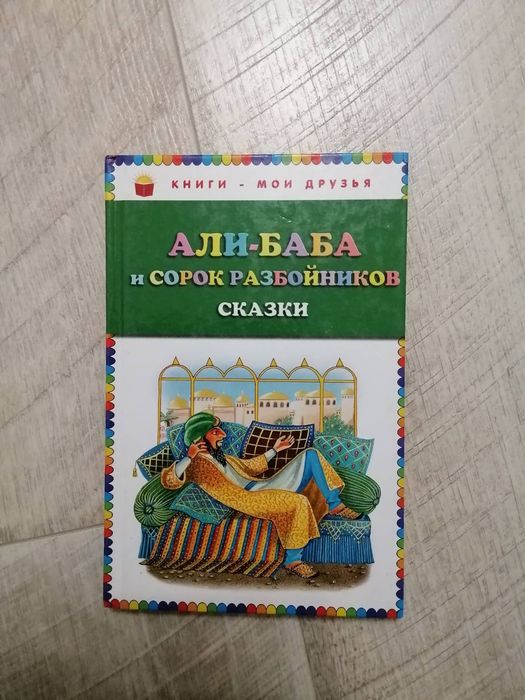 КНИГИ - МОИ ДРУЗЬЯ
АЛИ-БАБА
И СОРОК РАЗБОЙНИКОВ
СКАЗКИ